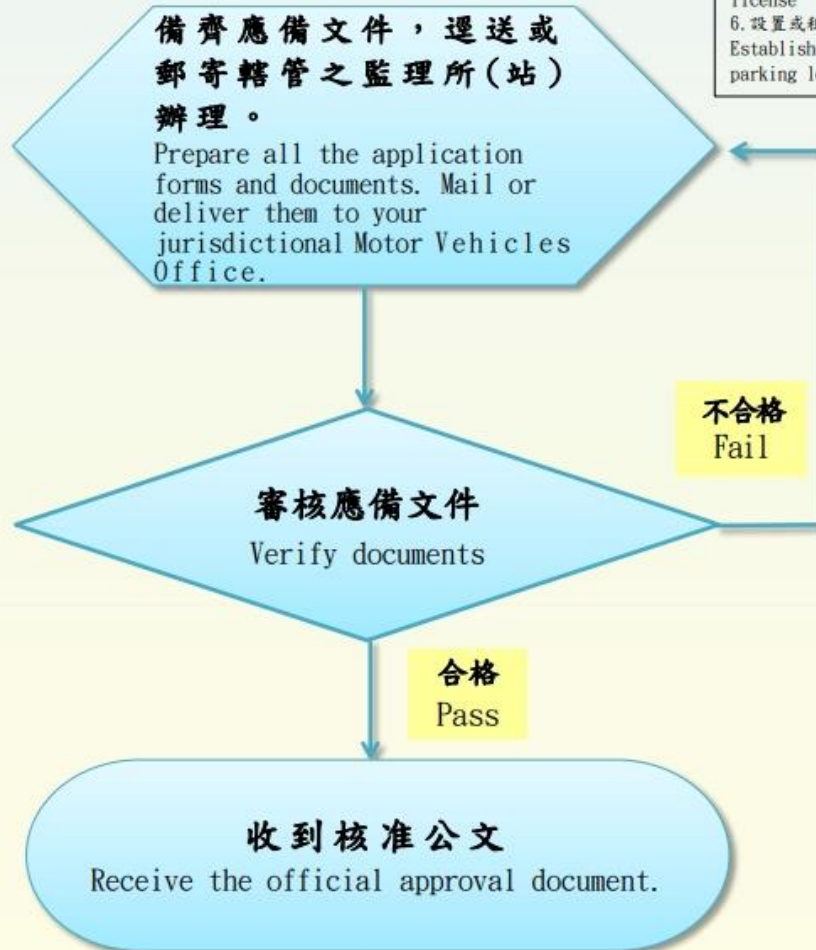 license
6.設置或
Establish
parking
備齊應備文件，逕送或
郵寄轄管之監理所(站)
辦理。
Prepare all the application
forms and documents. Mail or
deliver them to your
jurisdictional Motor Vehicles
Office.
不合格
Fail
審核應備文件
Verify documents
合格
Pass
收到核准公文
Receive the official approval document.